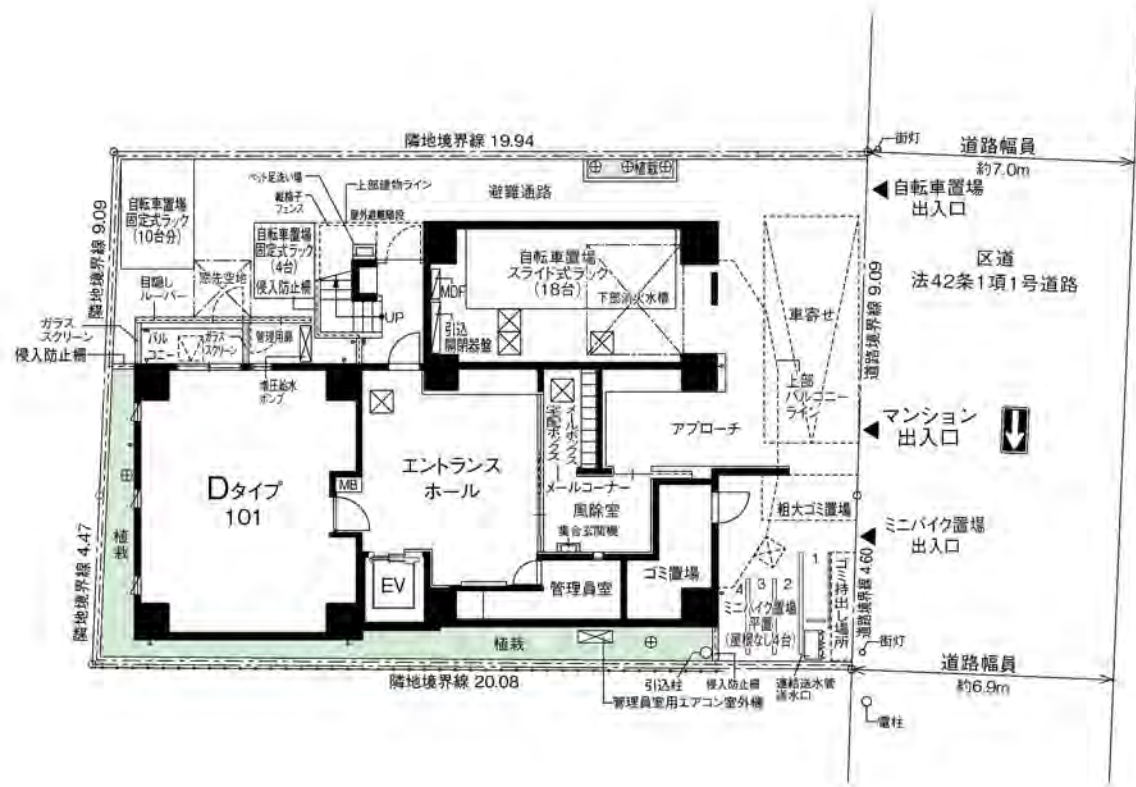 隣地境界線 19.94
街灯
道路幅員
約7.0m
ペット足洗い場
縦格子
フェンス
上部建物ライン
屋外避難階段
避難通路
植栽
自転車置場
出入口
自転車置場
固定式ラック
(10台分)
隣地境界線 9.09
自転車置場
固定式ラック
(4台)
侵入防止柵
自転車置場
スライド式ラック
(18台)
下部消火水槽
車寄せ
道路境界線 9.09
区道
法42条1項1号道路
目隠し
ルーバー
窓先空地
MDF
UP
引込
開閉器盤
ガラス
スクリーン
侵入防止柵
バル
コニー
ガラス
スクリーン
管理用扉
増圧給水
ポンプ
上部
バルコニー
ライン
マンション
出入口
アプローチ
メールボックス
宅配ボックス
エントランス
ホール
Dタイプ
101
MB
メールコーナー
風除室
集合玄関機
粗大ゴミ置場
ミニバイク置場
出入口
植栽
隣地境界線 4.47
EV
管理員室
ゴミ置場
1
2
3
4
ミニバイク置場
平置
(屋根なし4台)
ゴミ持出し場所
道路境界線 4.60
街灯
植栽
道路幅員
約6.9m
隣地境界線 20.08
引込柱
侵入防止柵
連結送水管
送水口
管理員室用エアコン室外機
電柱